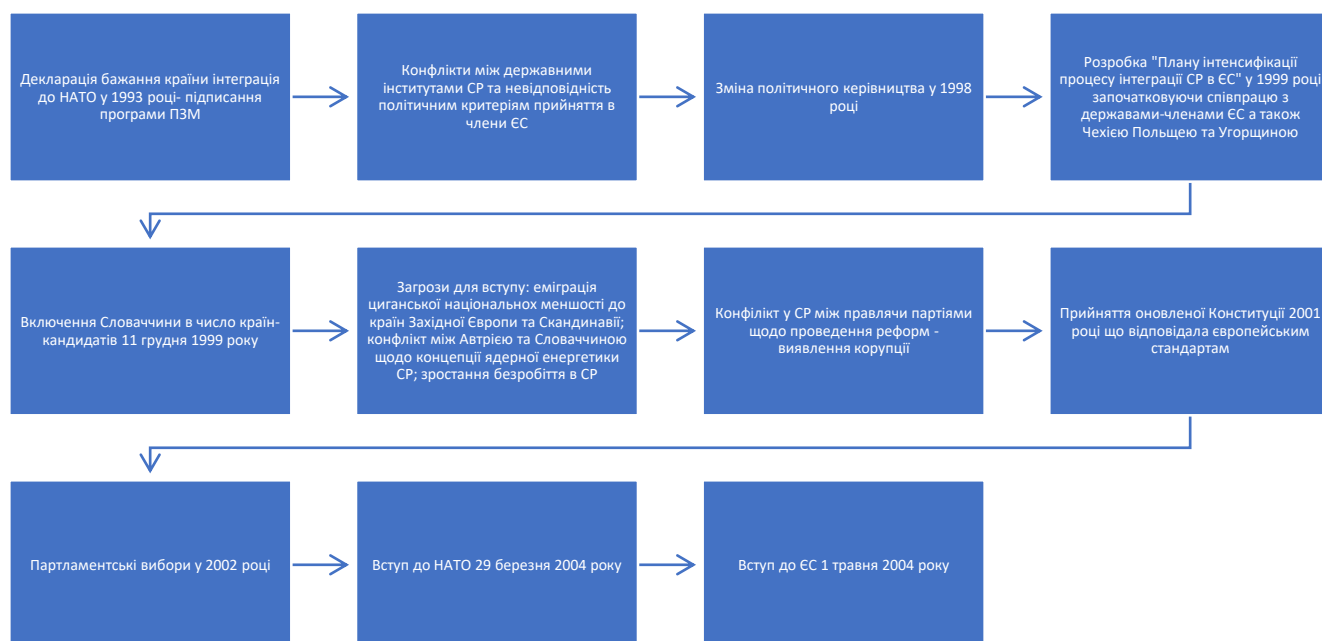 Декларація бажання країни інтеграція
до НАТО у 1993 році- підписання
програми ПЗМ
Конфлікти між державними
інститутами СР та невідповідність
політичним критеріям прийняття в
члени ЄС
Зміна політичного керівництва у 1998
році
Розробка "Плану інтенсифікації
процесу інтеграції СР в ЄС" у 1999 році
започатковуючи співпрацю з
державами-членами ЄС а також
Чехією Польщею та Угорщиною
Включення Словаччини в число країн-
кандидатів 11 грудня 1999 року
Загрози для вступу: еміграція
циганської національнох меншості до
країн Західної Європи та Скандинавії;
конфлікт між Автрією та Словаччиною
щодо концепції ядерної енергетики
СР; зростання безробіття в СР
Конфілікт у СР між правлячи партіями
щодо проведення реформ -
виявлення корупції
Прийняття оновленої Конституції 2001
році що відповідала європейським
стандартам
Партламентські вибори у 2002 році
Вступ до НАТО 29 березня 2004 року
Вступ до ЄС 1 травня 2004 року